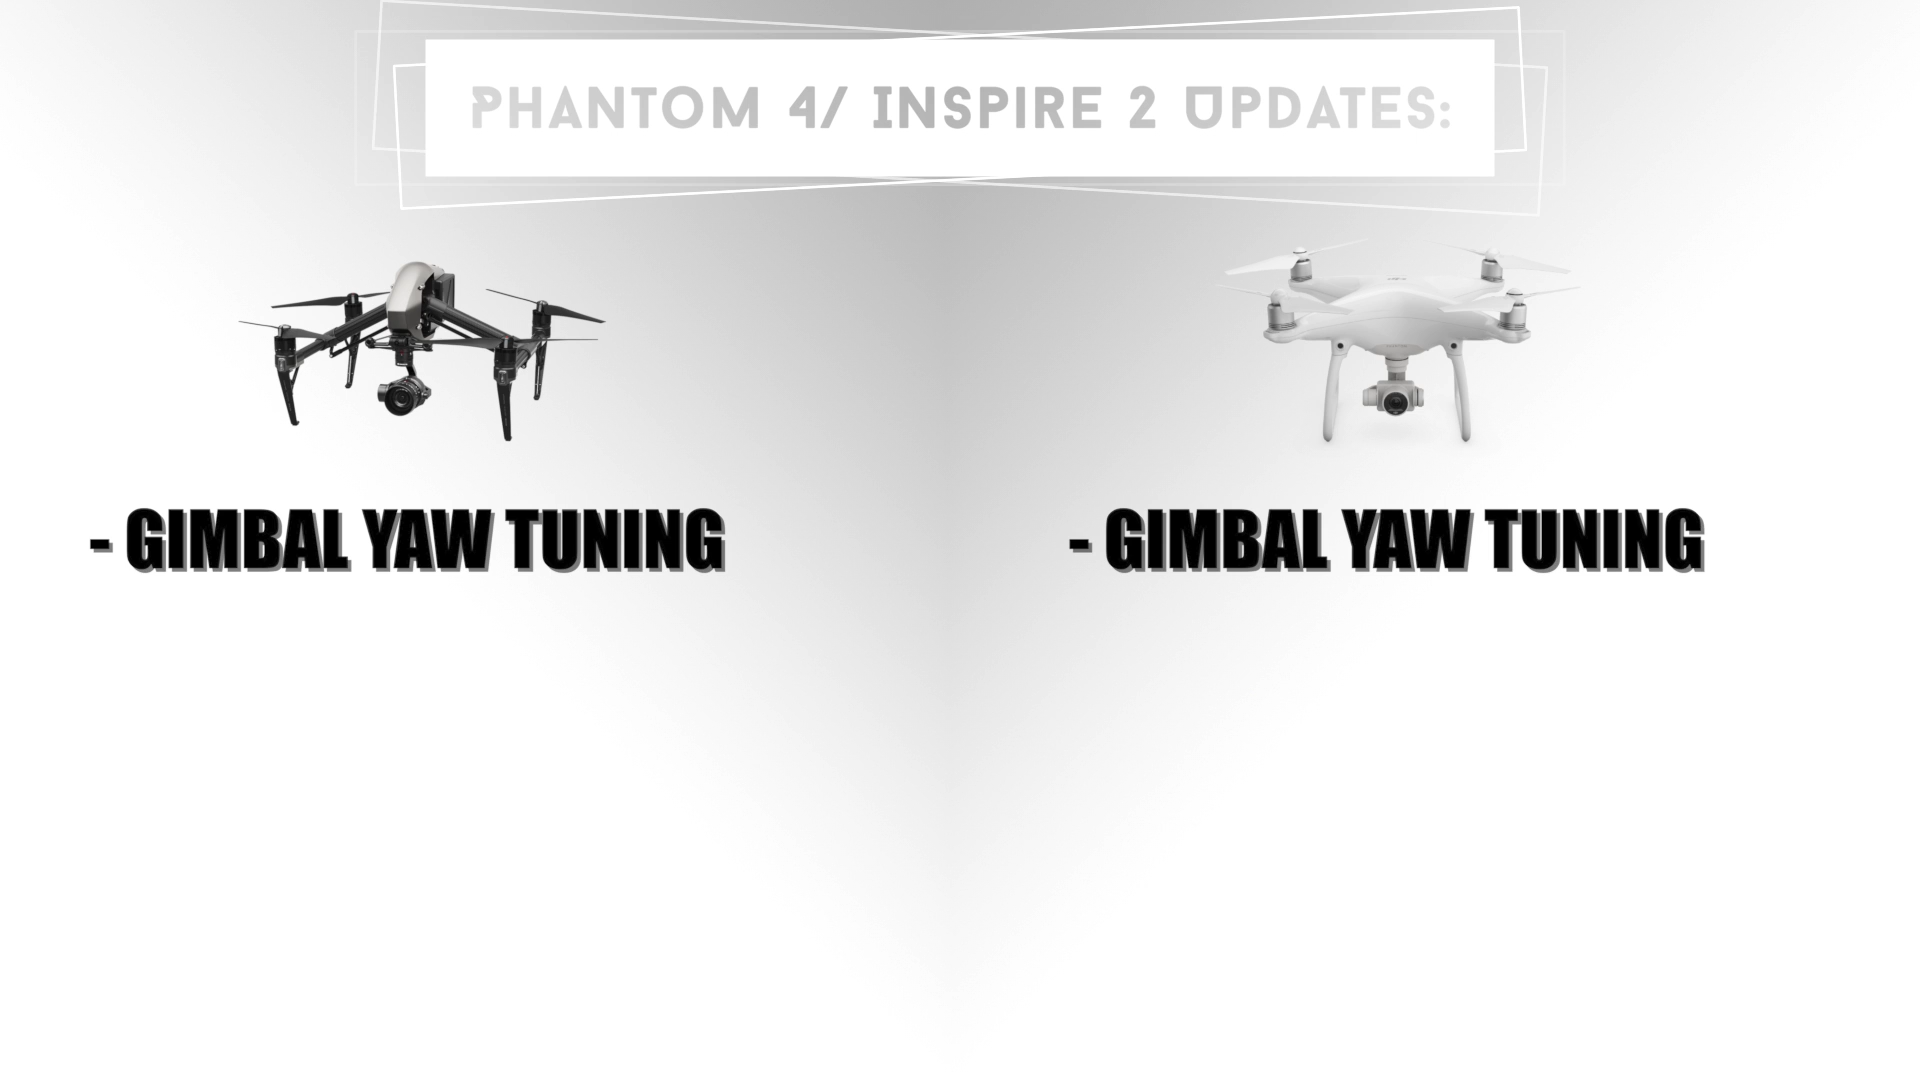 PHANTOM 4/ INSPIRE 2 UPDATES:
- GIMBAL YAW TUNING
- GIMBAL YAW TUNING